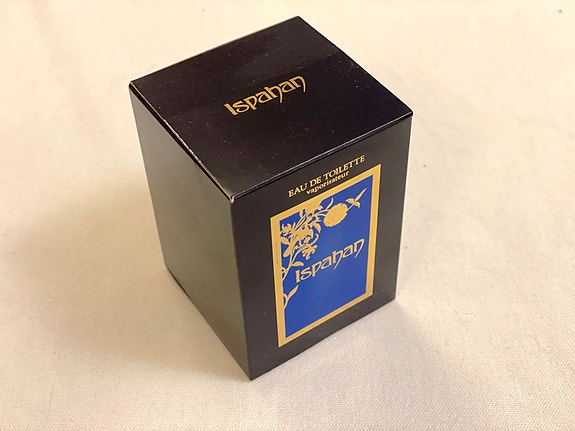 Ispahan
EAU DE TOILETTE
vaporisateur
Ispahan